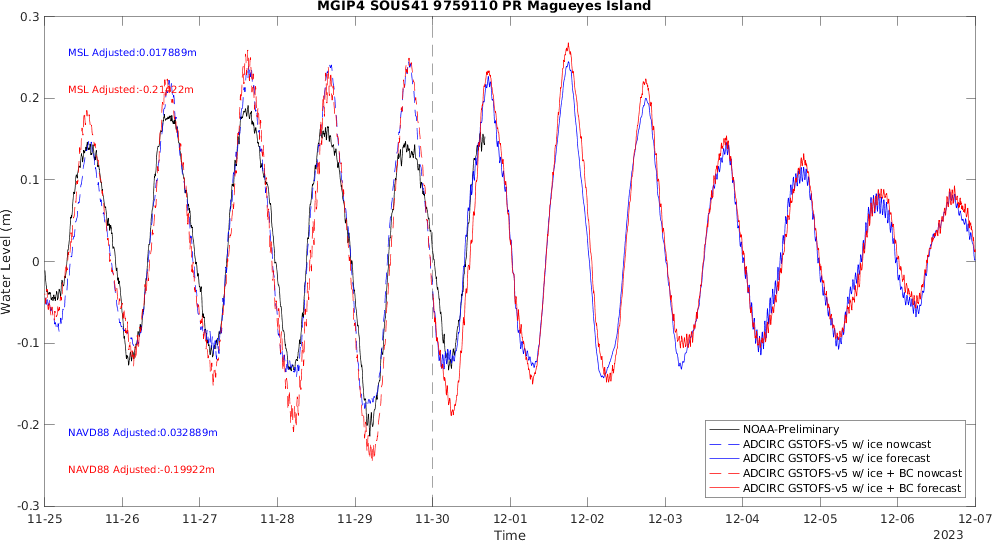 MGIP4 SOUS41 9759110 PR Magueyes Island
0.3
0.2
0.1
0
-0.1
-0.2
-0.3
Water Level (m)
MSL Adjusted:0.017889m
MSL Adjusted:-0.21422m
NAVD88 Adjusted:0.032889m
NAVD88 Adjusted:-0.19922m
NOAA-Preliminary
ADCIRC GSTOFS-v5 w/ ice nowcast
ADCIRC GSTOFS-v5 w/ ice forecast
ADCIRC GSTOFS-v5 w/ ice + BC nowcast
ADCIRC GSTOFS-v5 w/ ice + BC forecast
11-25 11-26 11-27 11-28 11-29 11-30 12-01 12-02 12-03 12-04 12-05 12-06 12-07
Time
2023